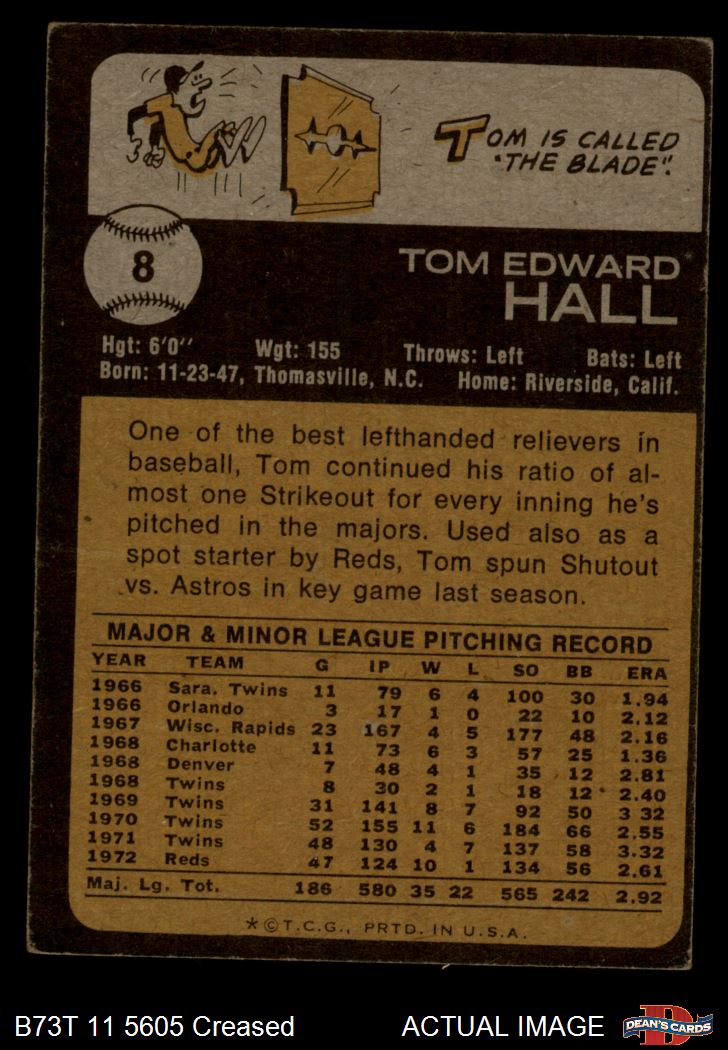 TOM IS CALLED
"THE BLADE".
8
TOM EDWARD
HALL
Hgt: 6'0" Wgt: 155 Throws: Left Bats: Left
Born: 11-23-47, Thomasville, N.C. Home: Riverside, Calif.
One of the best lefthanded relievers in
baseball, Tom continued his ratio of al-
most one Strikeout for every inning he's
pitched in the majors. Used also as a
spot starter by Reds, Tom spun Shutout
vs. Astros in key game last season.
MAJOR & MINOR LEAGUE PITCHING RECORD
YEAR TEAM G IP W L SO BB ERA
1966 Sara. Twins 11 79 6 4 100 30 1.94
1966 Orlando 3 17 1 0 22 10 2.12
1967 Wisc. Rapids 23 167 4 5 177 48 2.16
1968 Charlotte 11 73 6 3 57 25 1.36
1968 Denver 7 48 4 1 35 12 2.81
1968 Twins 8 30 2 1 18 12 2.40
1969 Twins 31 141 8 7 92 50 3 32
1970 Twins 52 155 11 6 184 66 2.55
1971 Twins 48 130 4 7 137 58 3.32
1972 Reds 47 124 10 1 134 56 2.61
Maj. Lg. Tot. 186 580 35 22 565 242 2.92
*©T.C.G., PRTD. IN U.S.A.
B73T 11 5605 Creased ACTUAL IMAGE
D
DEAN'S CARDS